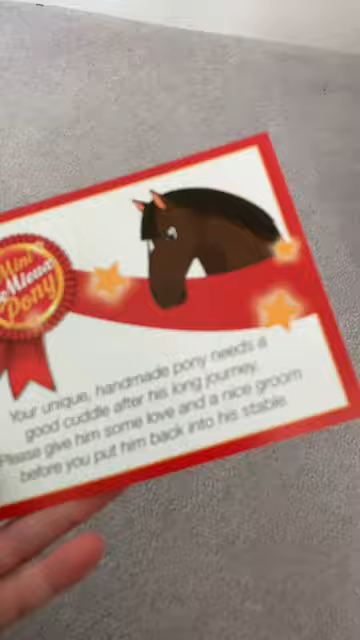 Mini
LeMieux
Pony
Your unique, handmade pony needs a
good cuddle after his long journey.
Please give him some love and a nice groom
before you put him back into his stable.